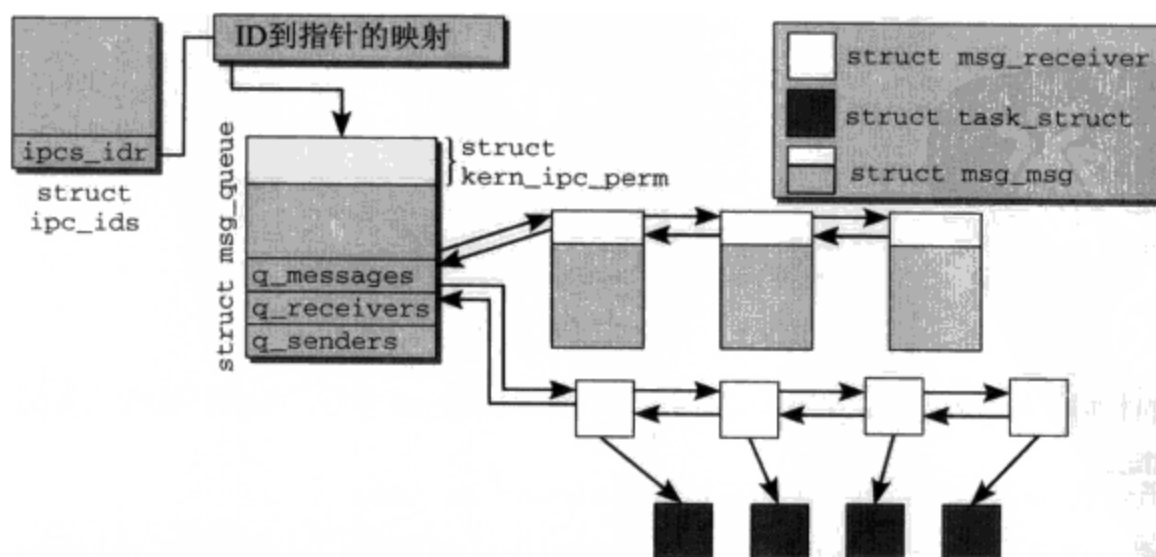 ID到指针的映射
ipcs_idr
struct
ipc_ids
struct msg_queue
struct
kern_ipc_perm
q_messages
q_receivers
q_senders
struct msg_receiver
struct task_struct
struct msg_msg